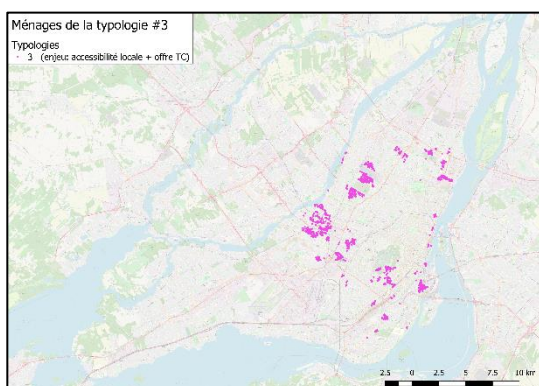 Ménages de la typologie #3
Typologies
3 (enjeu: accessibilité locale + offre TC)
2.5 0 2.5 5 7.5 10 km